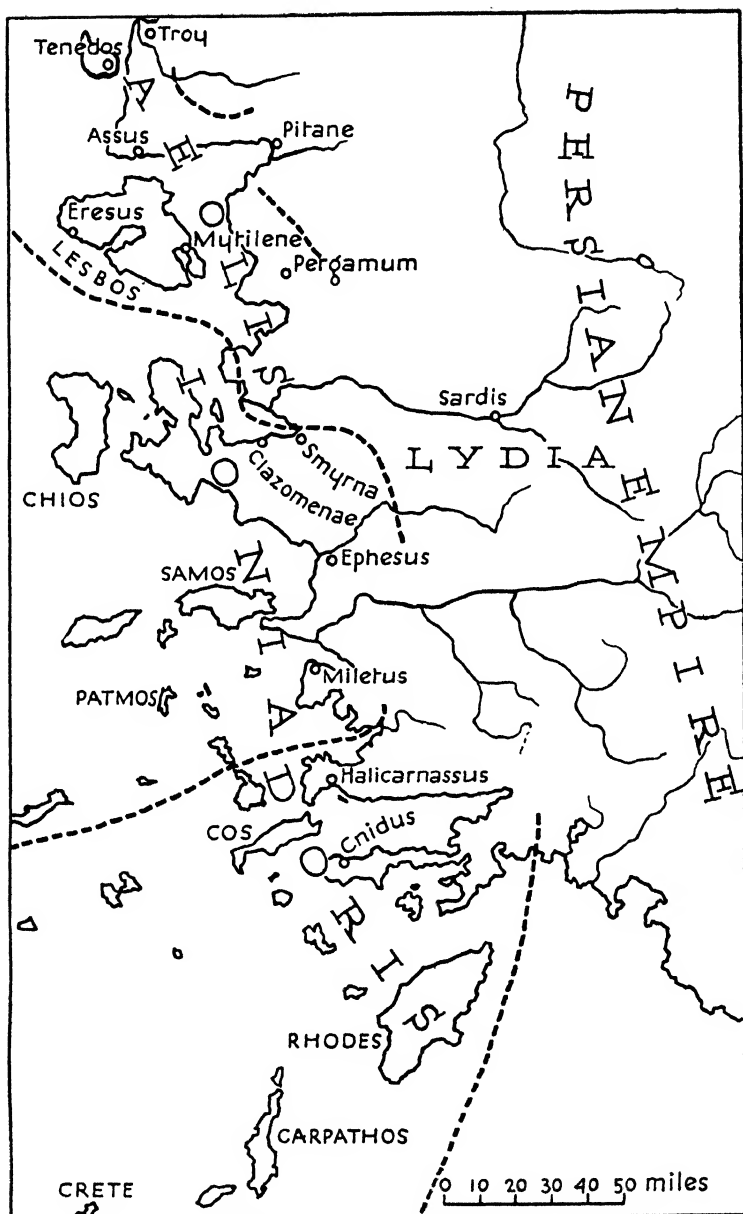 Troy
Tenedos
AEOLIS
PERSIAN EMPIRE
Assus
Pitane
Eresus
Mytilene
LESBOS
Pergamum
IONIA
Sardis
LYDIA
Smyrna
Clazomenae
CHIOS
Ephesus
SAMOS
Miletus
PATMOS
DORIS
Halicarnassus
COS
Cnidus
RHODES
CARPATHOS
CRETE
0 10 20 30 40 50 miles